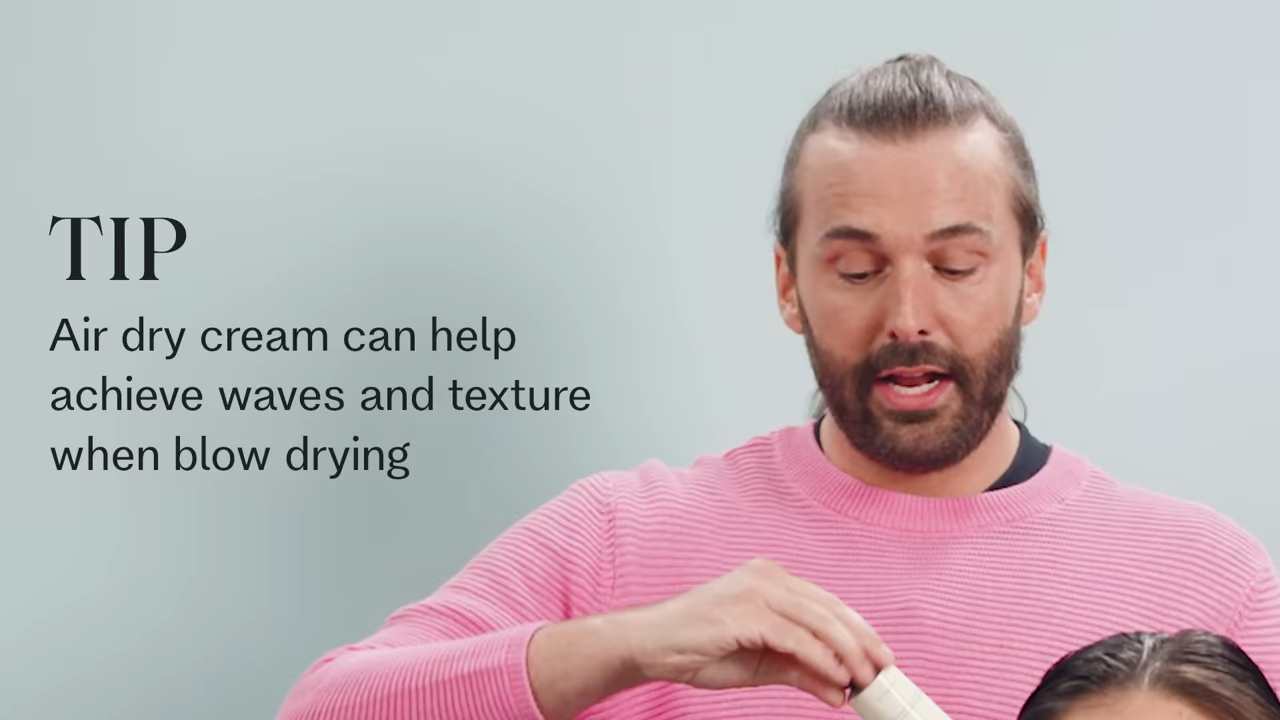 TIP
Air dry cream can help
achieve waves and texture
when blow drying